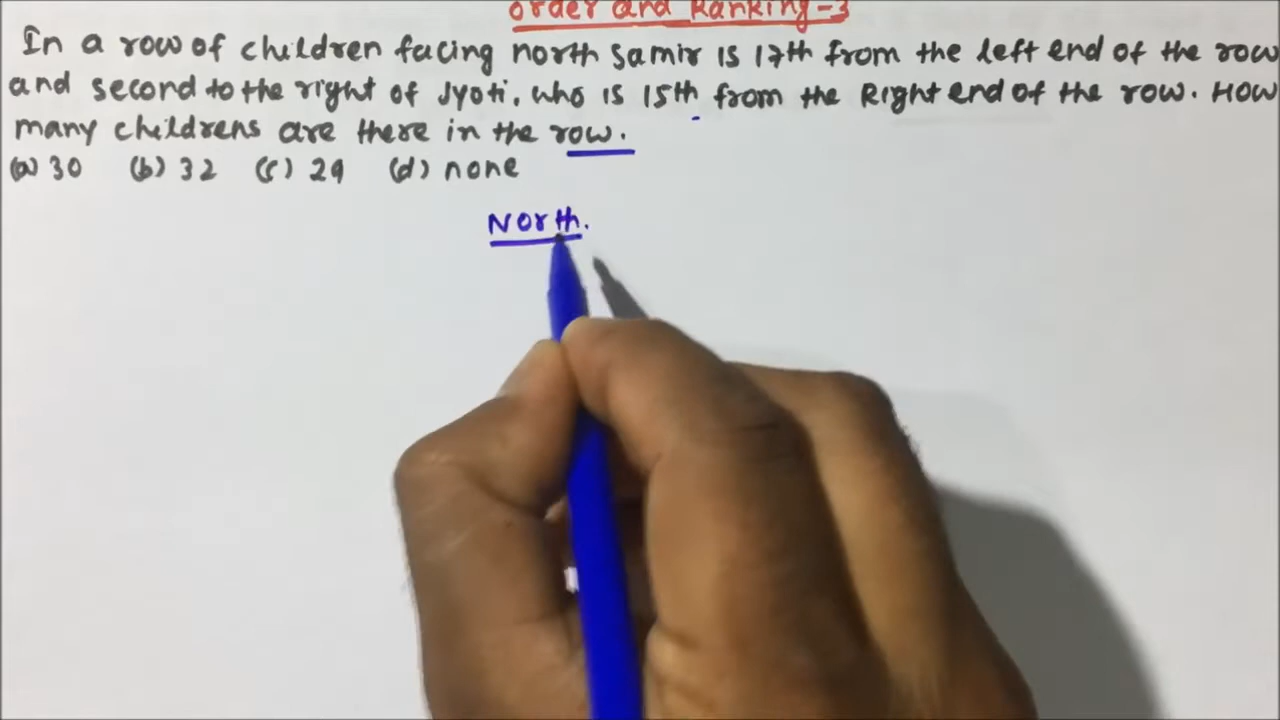 Order and Ranking-3
In a row of children facing north Samir is 17th from the left end of the row
and second to the right of Jyoti, who is 15th from the Right end of the row. How
many childrens are there in the row.
(a) 30 (b) 32 (c) 29 (d) none
North.